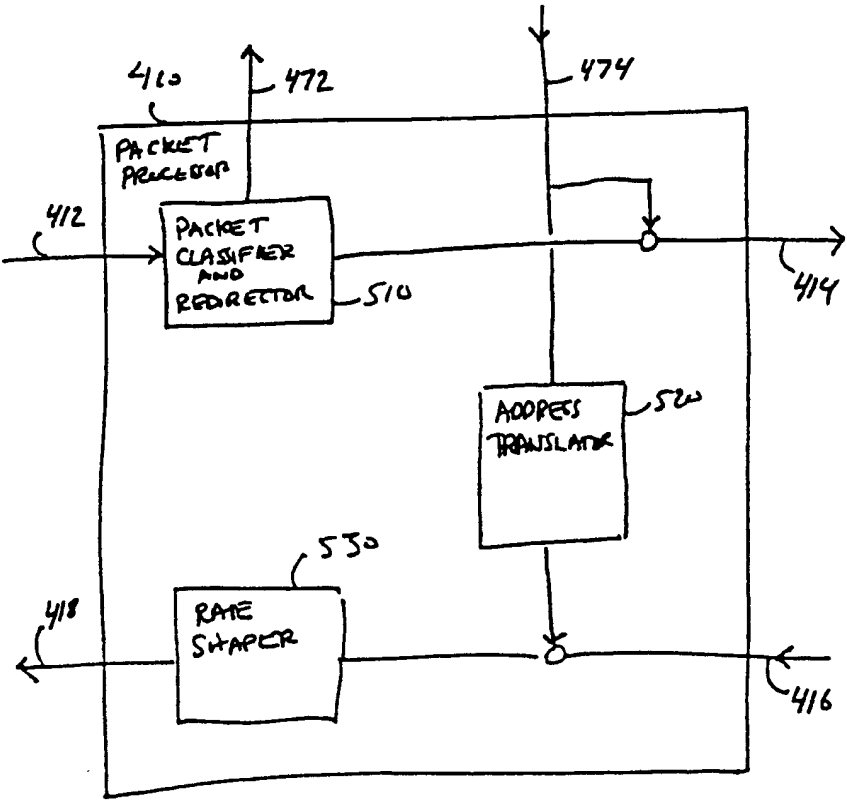 410
472
474
PACKET
PROCESSOR
412
PACKET
CLASSIFIER
AND
REDIRECTOR
510
414
ADDRESS
TRANSLATOR
520
530
418
RATE
SHAPER
416